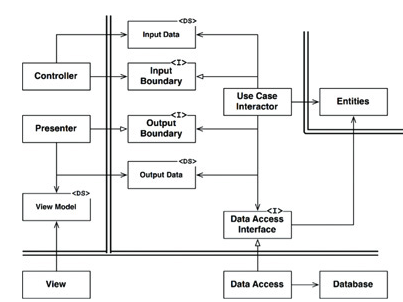 <DS>
Input Data
<I>
Controller
Input
Boundary
Use Case
Interactor
Entities
<I>
Presenter
Output
Boundary
<DS>
Output Data
<DS>
View Model
<I>
Data Access
Interface
View
Data Access
Database